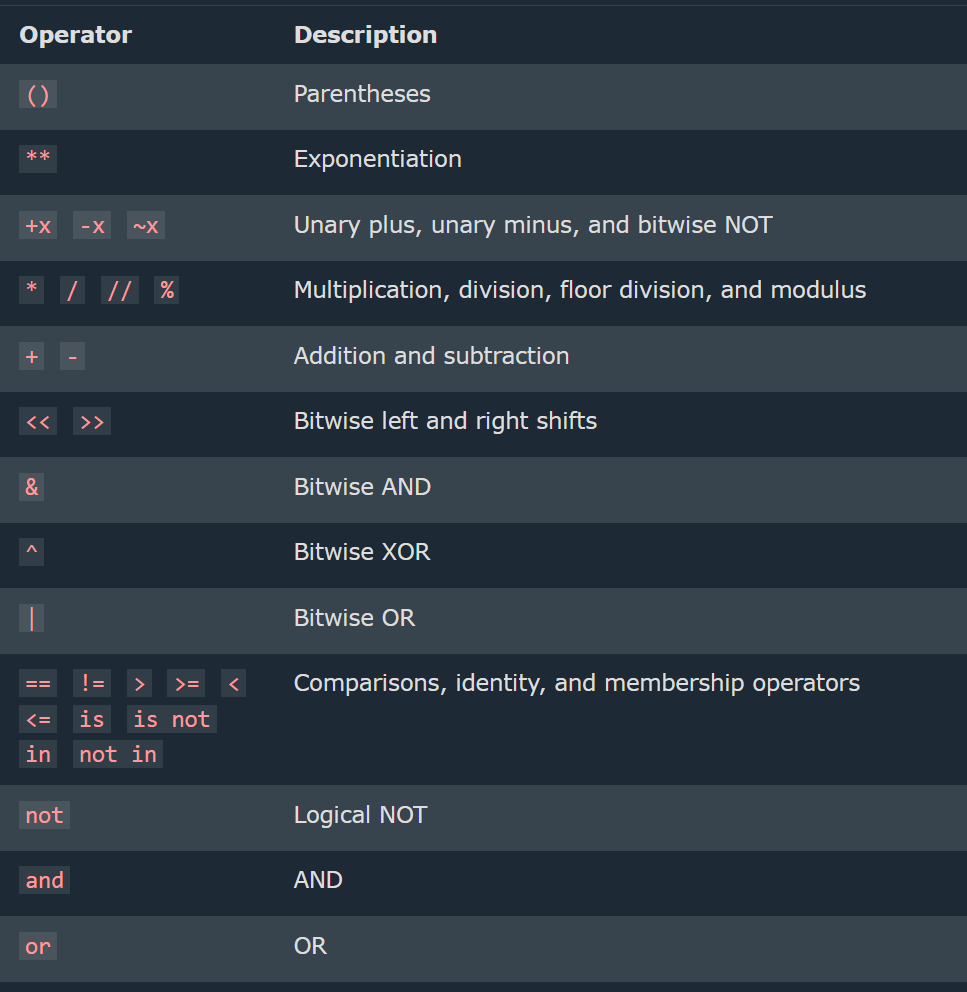 Operator Description
() Parentheses
** Exponentiation
+x -x ~x Unary plus, unary minus, and bitwise NOT
* / // % Multiplication, division, floor division, and modulus
+ - Addition and subtraction
<< >> Bitwise left and right shifts
& Bitwise AND
^ Bitwise XOR
| Bitwise OR
== != > >= < Comparisons, identity, and membership operators
<= is is not
in not in
not Logical NOT
and AND
or OR